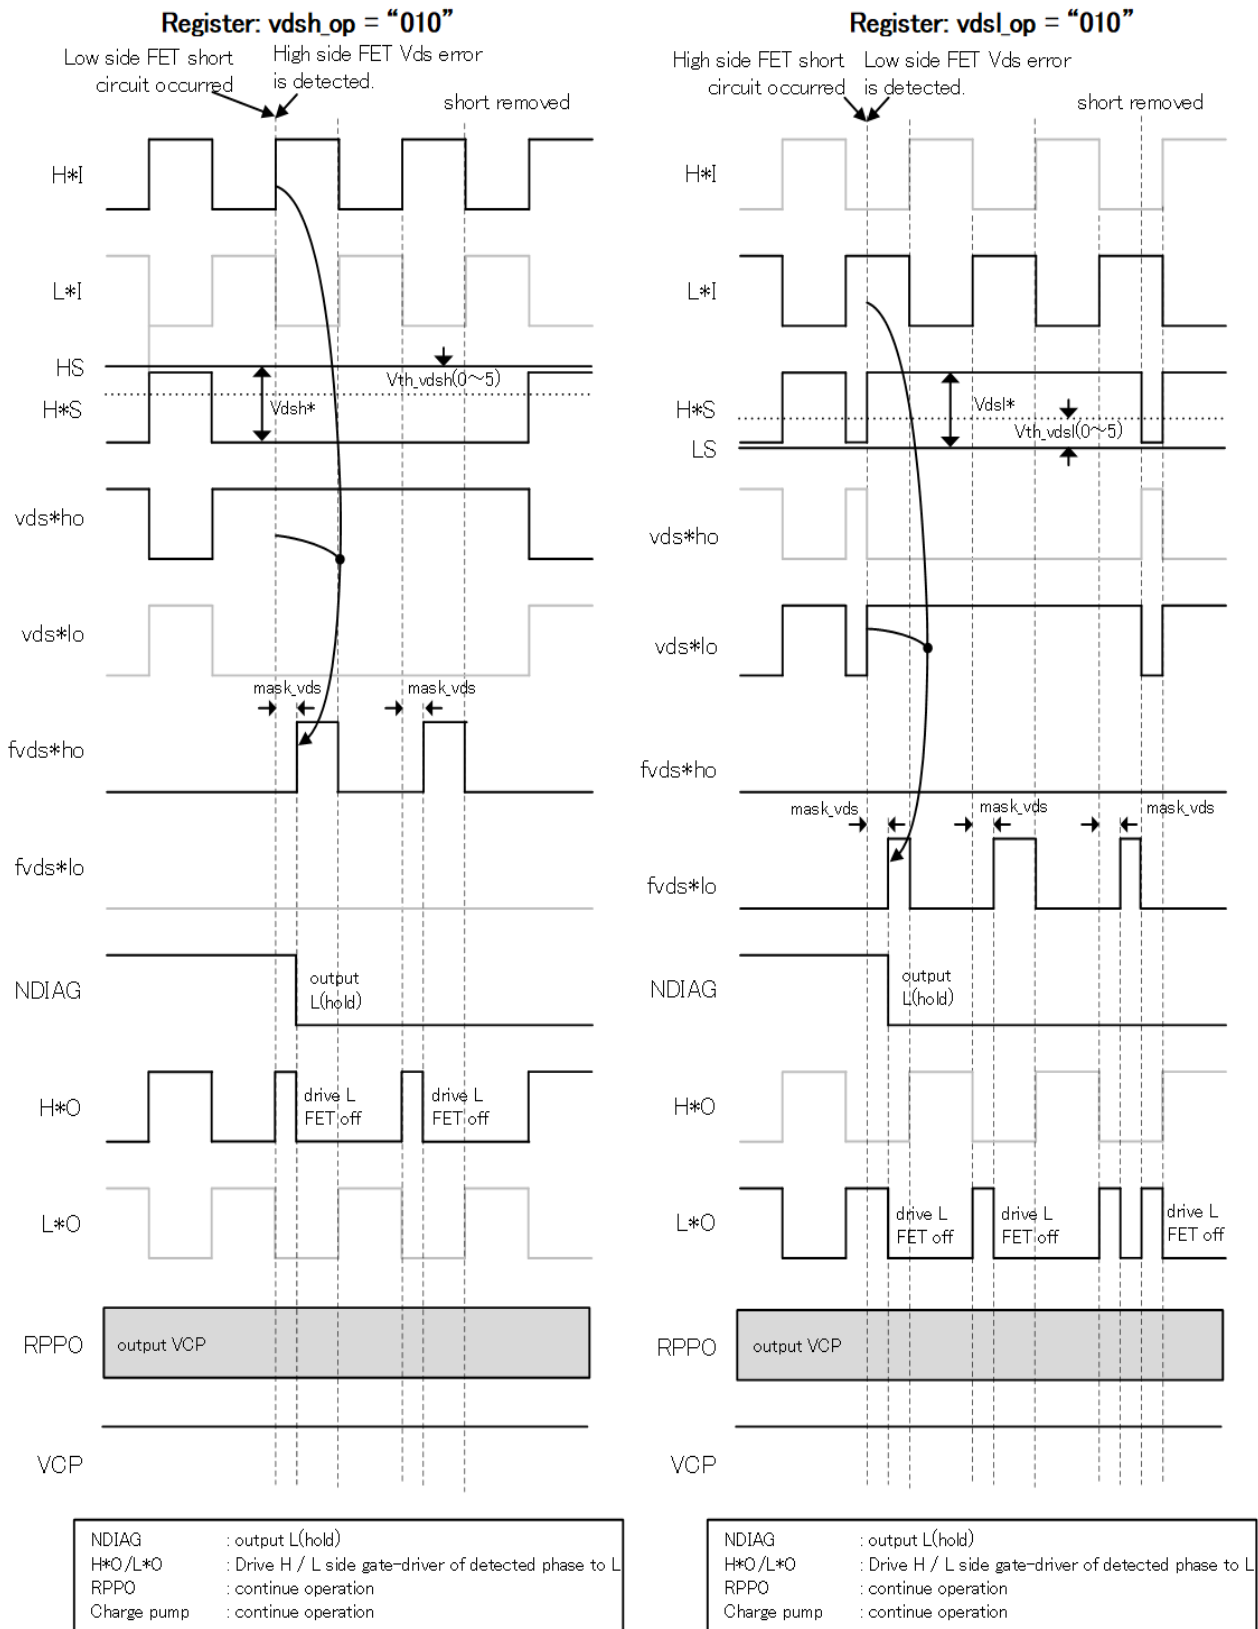 Register: vdsh_op = “010”
Low side FET short
circuit occurred
High side FET Vds error
is detected.
short removed
H*I
L*I
HS
Vth_vdsh(0～5)
H*S
Vdsh*
vds*ho
vds*lo
mask_vds
mask_vds
fvds*ho
fvds*lo
NDIAG
output
L(hold)
H*O
drive L
FET off
drive L
FET off
L*O
RPPO
output VCP
VCP
NDIAG : output L(hold)
H*O/L*O : Drive H / L side gate-driver of detected phase to L
RPPO : continue operation
Charge pump : continue operation
Register: vdsl_op = “010”
High side FET short
circuit occurred
Low side FET Vds error
is detected.
short removed
H*I
L*I
H*S
Vdsl*
Vth_vdsl(0～5)
LS
vds*ho
vds*lo
fvds*ho
mask_vds
mask_vds
mask_vds
fvds*lo
NDIAG
output
L(hold)
H*O
L*O
drive L
FET off
drive L
FET off
drive L
FET off
RPPO
output VCP
VCP
NDIAG : output L(hold)
H*O/L*O : Drive H / L side gate-driver of detected phase to L
RPPO : continue operation
Charge pump : continue operation